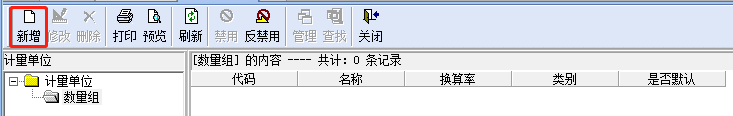 新增 修改 删除 打印 预览 刷新 禁用 反禁用 管理 查找 关闭
计量单位
[数量组] 的内容 ---- 共计: 0 条记录
代码 名称 换算率 类别 是否默认
计量单位
数量组